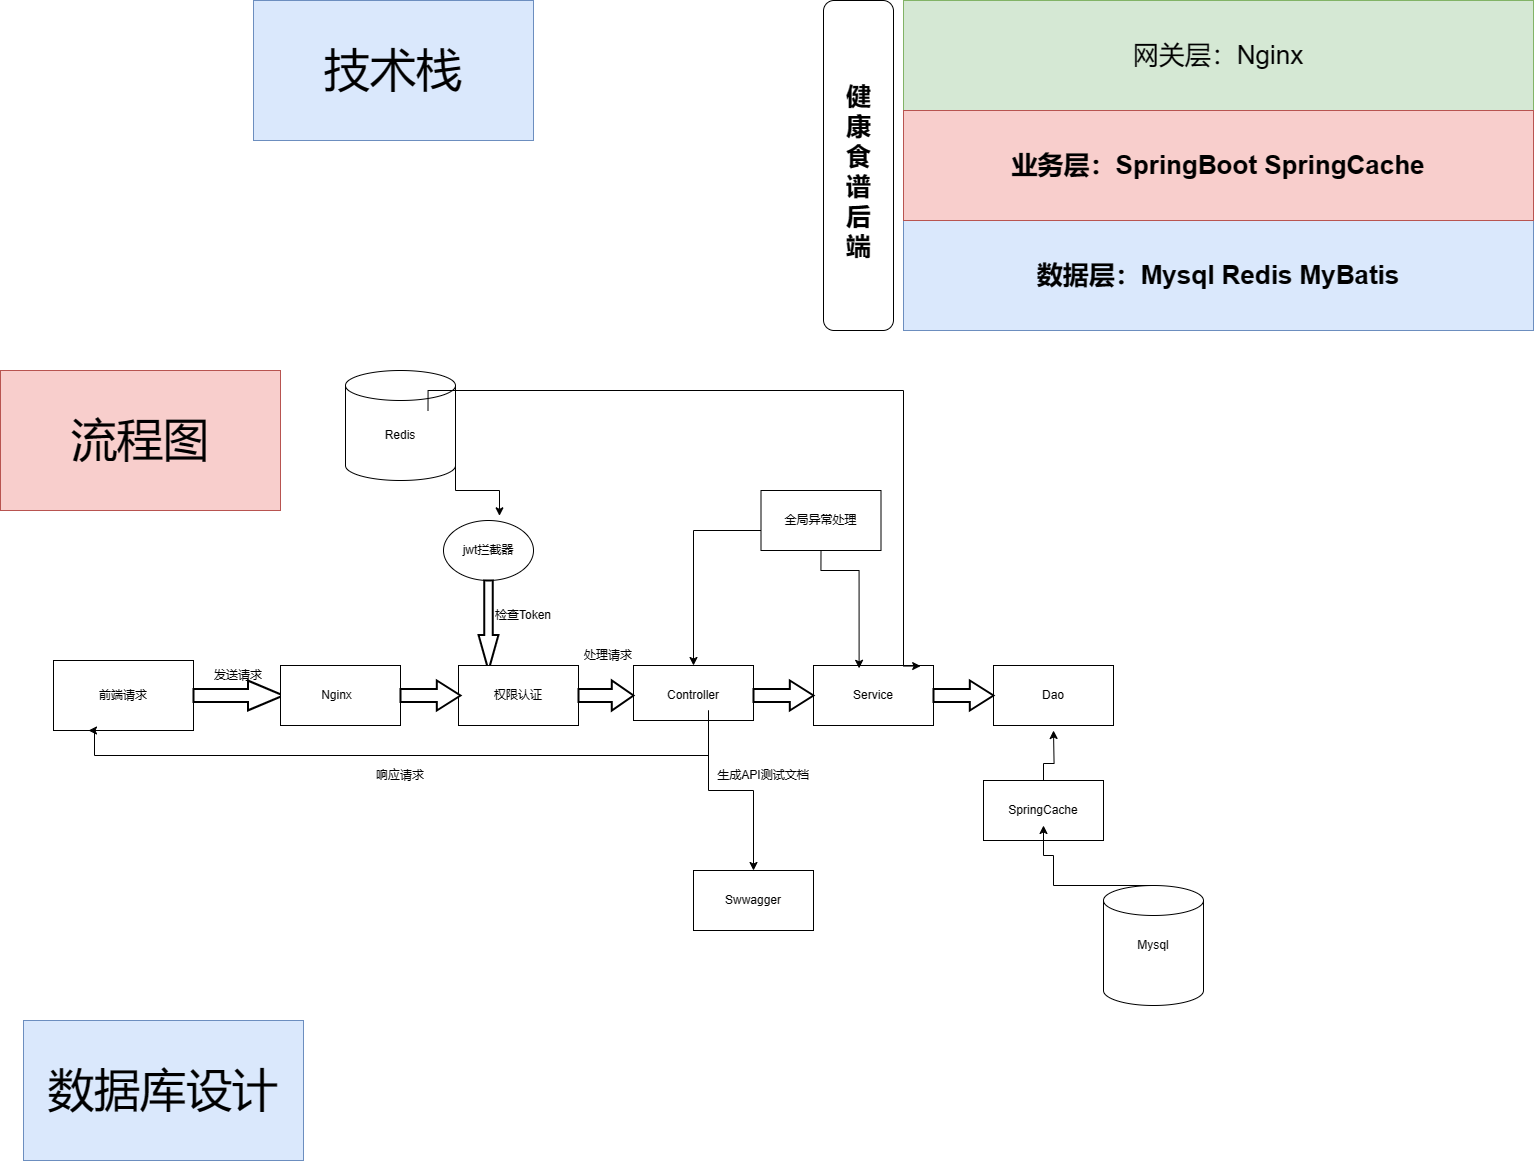 技术栈
健
康
食
谱
后
端
网关层：Nginx
业务层：SpringBoot SpringCache
数据层：Mysql Redis MyBatis
流程图
Redis
jwt拦截器
检查Token
全局异常处理
前端请求
发送请求
Nginx
权限认证
处理请求
Controller
Service
Dao
响应请求
生成API测试文档
SpringCache
Swwagger
Mysql
数据库设计